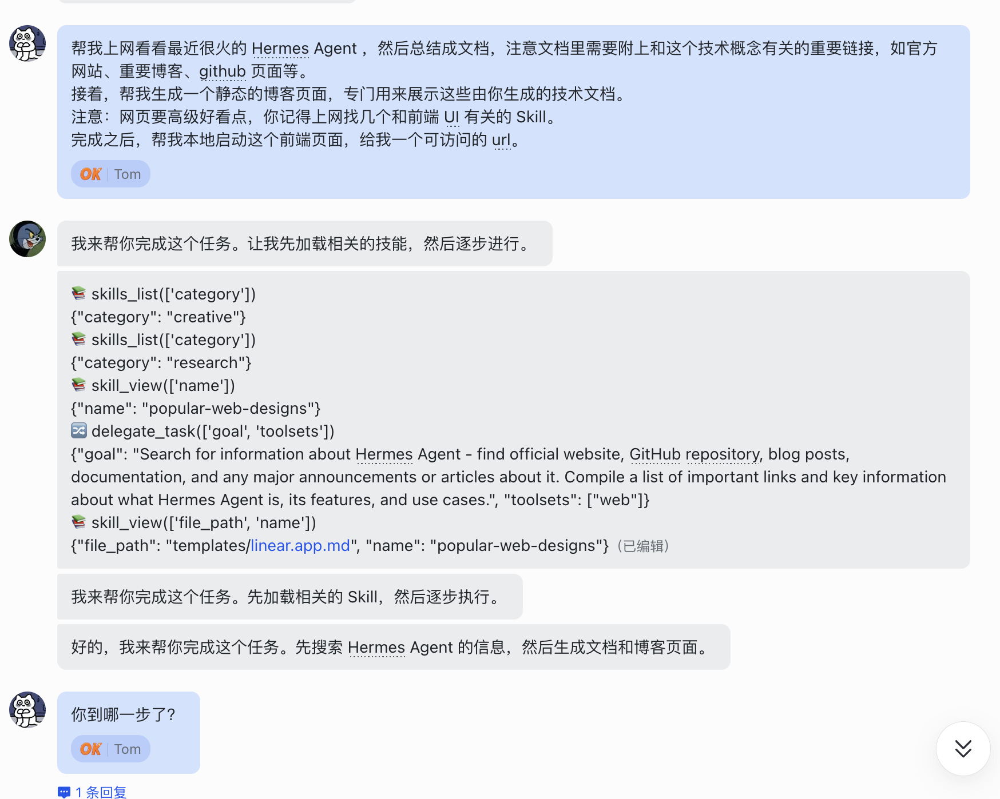 帮我上网看看最近很火的 Hermes Agent ，然后总结成文档，注意文档里需要附上和这个技术概念有关的重要链接，如官方
网站、重要博客、github 页面等。
接着，帮我生成一个静态的博客页面，专门用来展示这些由你生成的技术文档。
注意：网页要高级好看点，你记得上网找几个和前端 UI 有关的 Skill。
完成之后，帮我本地启动这个前端页面，给我一个可访问的 url。
OK Tom
我来帮你完成这个任务。让我先加载相关的技能，然后逐步进行。
📚 skills_list(['category'])
{"category": "creative"}
📚 skills_list(['category'])
{"category": "research"}
📚 skill_view(['name'])
{"name": "popular-web-designs"}
🔀 delegate_task(['goal', 'toolsets'])
{"goal": "Search for information about Hermes Agent - find official website, GitHub repository, blog posts,
documentation, and any major announcements or articles about it. Compile a list of important links and key information
about what Hermes Agent is, its features, and use cases.", "toolsets": ["web"]}
📚 skill_view(['file_path', 'name'])
{"file_path": "templates/linear.app.md", "name": "popular-web-designs"}（已编辑）
我来帮你完成这个任务。先加载相关的 Skill，然后逐步执行。
好的，我来帮你完成这个任务。先搜索 Hermes Agent 的信息，然后生成文档和博客页面。
你到哪一步了?
OK Tom
1 条回复